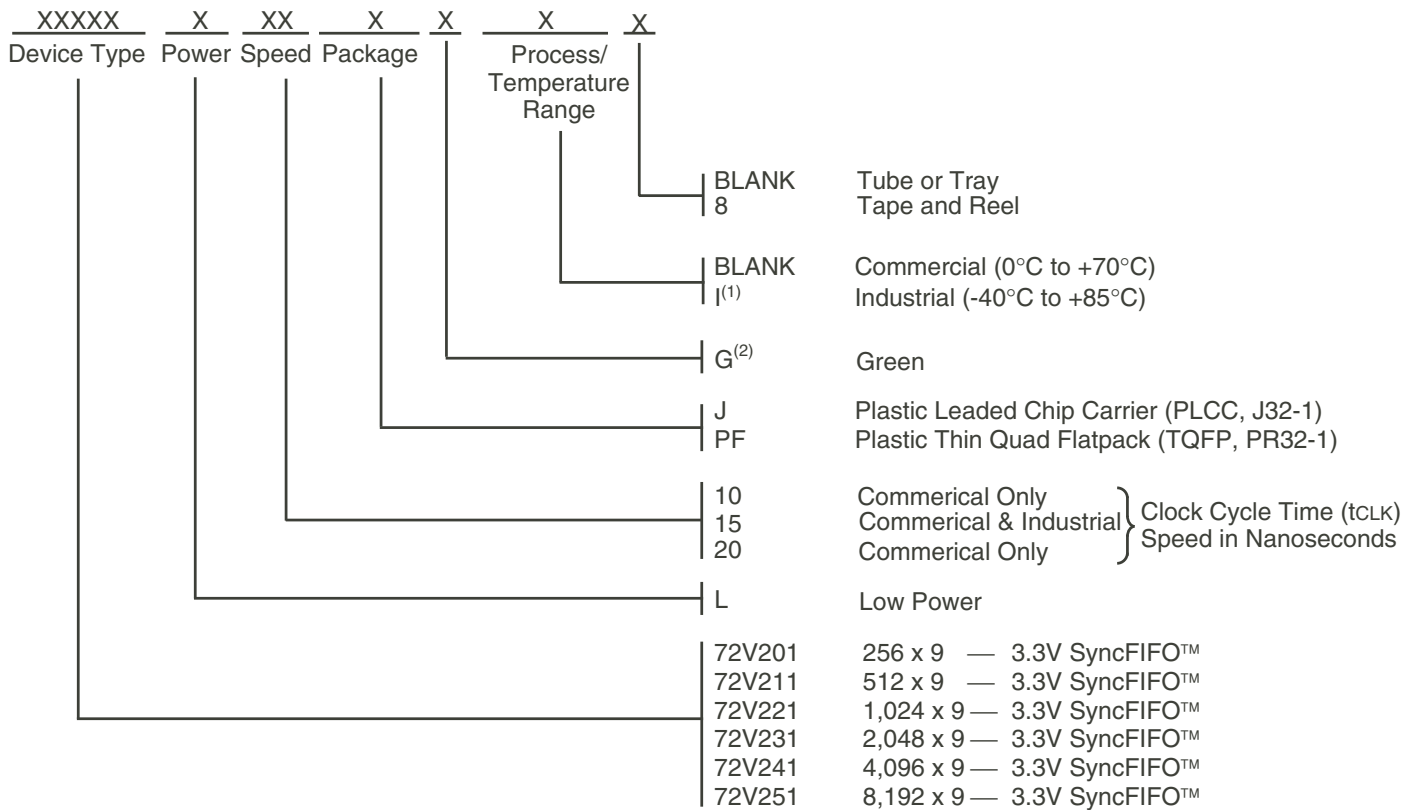 XXXXX X XX X X X X
Device Type Power Speed Package Process/
Temperature
Range
BLANK Tube or Tray
8 Tape and Reel
BLANK Commercial (0°C to +70°C)
I(1) Industrial (-40°C to +85°C)
G(2) Green
J Plastic Leaded Chip Carrier (PLCC, J32-1)
PF Plastic Thin Quad Flatpack (TQFP, PR32-1)
10 Commerical Only
15 Commerical & Industrial
20 Commerical Only
Clock Cycle Time (tCLK)
Speed in Nanoseconds
L Low Power
72V201 256 x 9 — 3.3V SyncFIFO™
72V211 512 x 9 — 3.3V SyncFIFO™
72V221 1,024 x 9 — 3.3V SyncFIFO™
72V231 2,048 x 9 — 3.3V SyncFIFO™
72V241 4,096 x 9 — 3.3V SyncFIFO™
72V251 8,192 x 9 — 3.3V SyncFIFO™